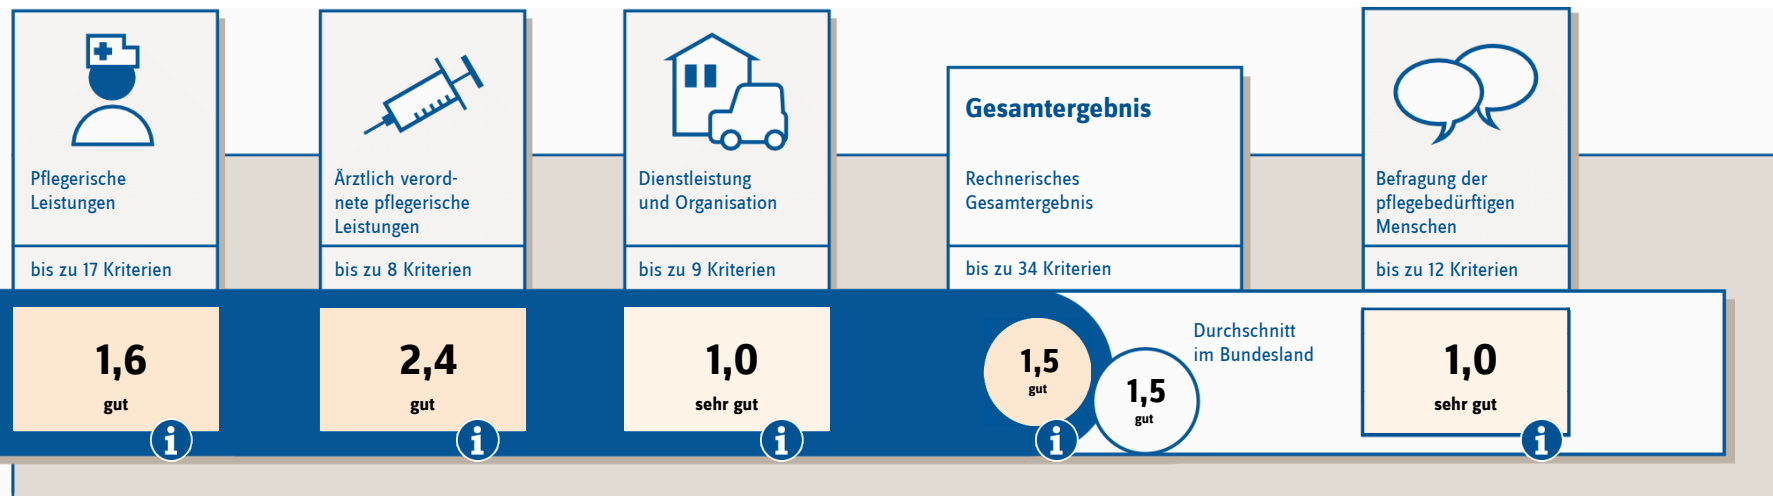 Pflegerische
Leistungen
bis zu 17 Kriterien
1,6
gut
i
Ärztlich verord-
nete pflegerische
Leistungen
bis zu 8 Kriterien
2,4
gut
i
Dienstleistung
und Organisation
bis zu 9 Kriterien
1,0
sehr gut
i
Gesamtergebnis
Rechnerisches
Gesamtergebnis
bis zu 34 Kriterien
1,5
gut
i
Durchschnitt
im Bundesland
1,5
gut
Befragung der
pflegebedürftigen
Menschen
bis zu 12 Kriterien
1,0
sehr gut
i